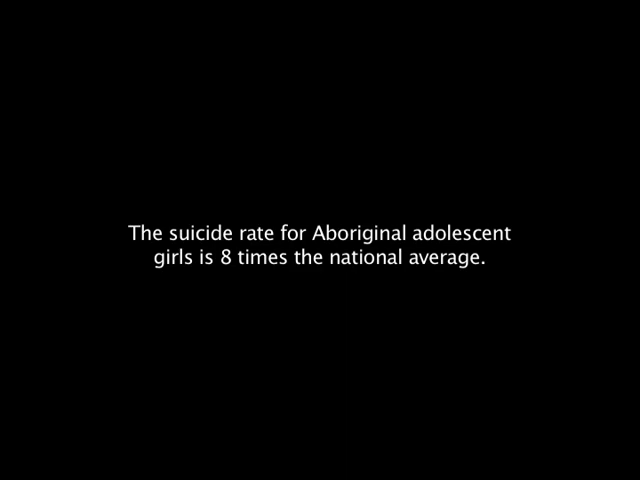 The suicide rate for Aboriginal adolescent
girls is 8 times the national average.